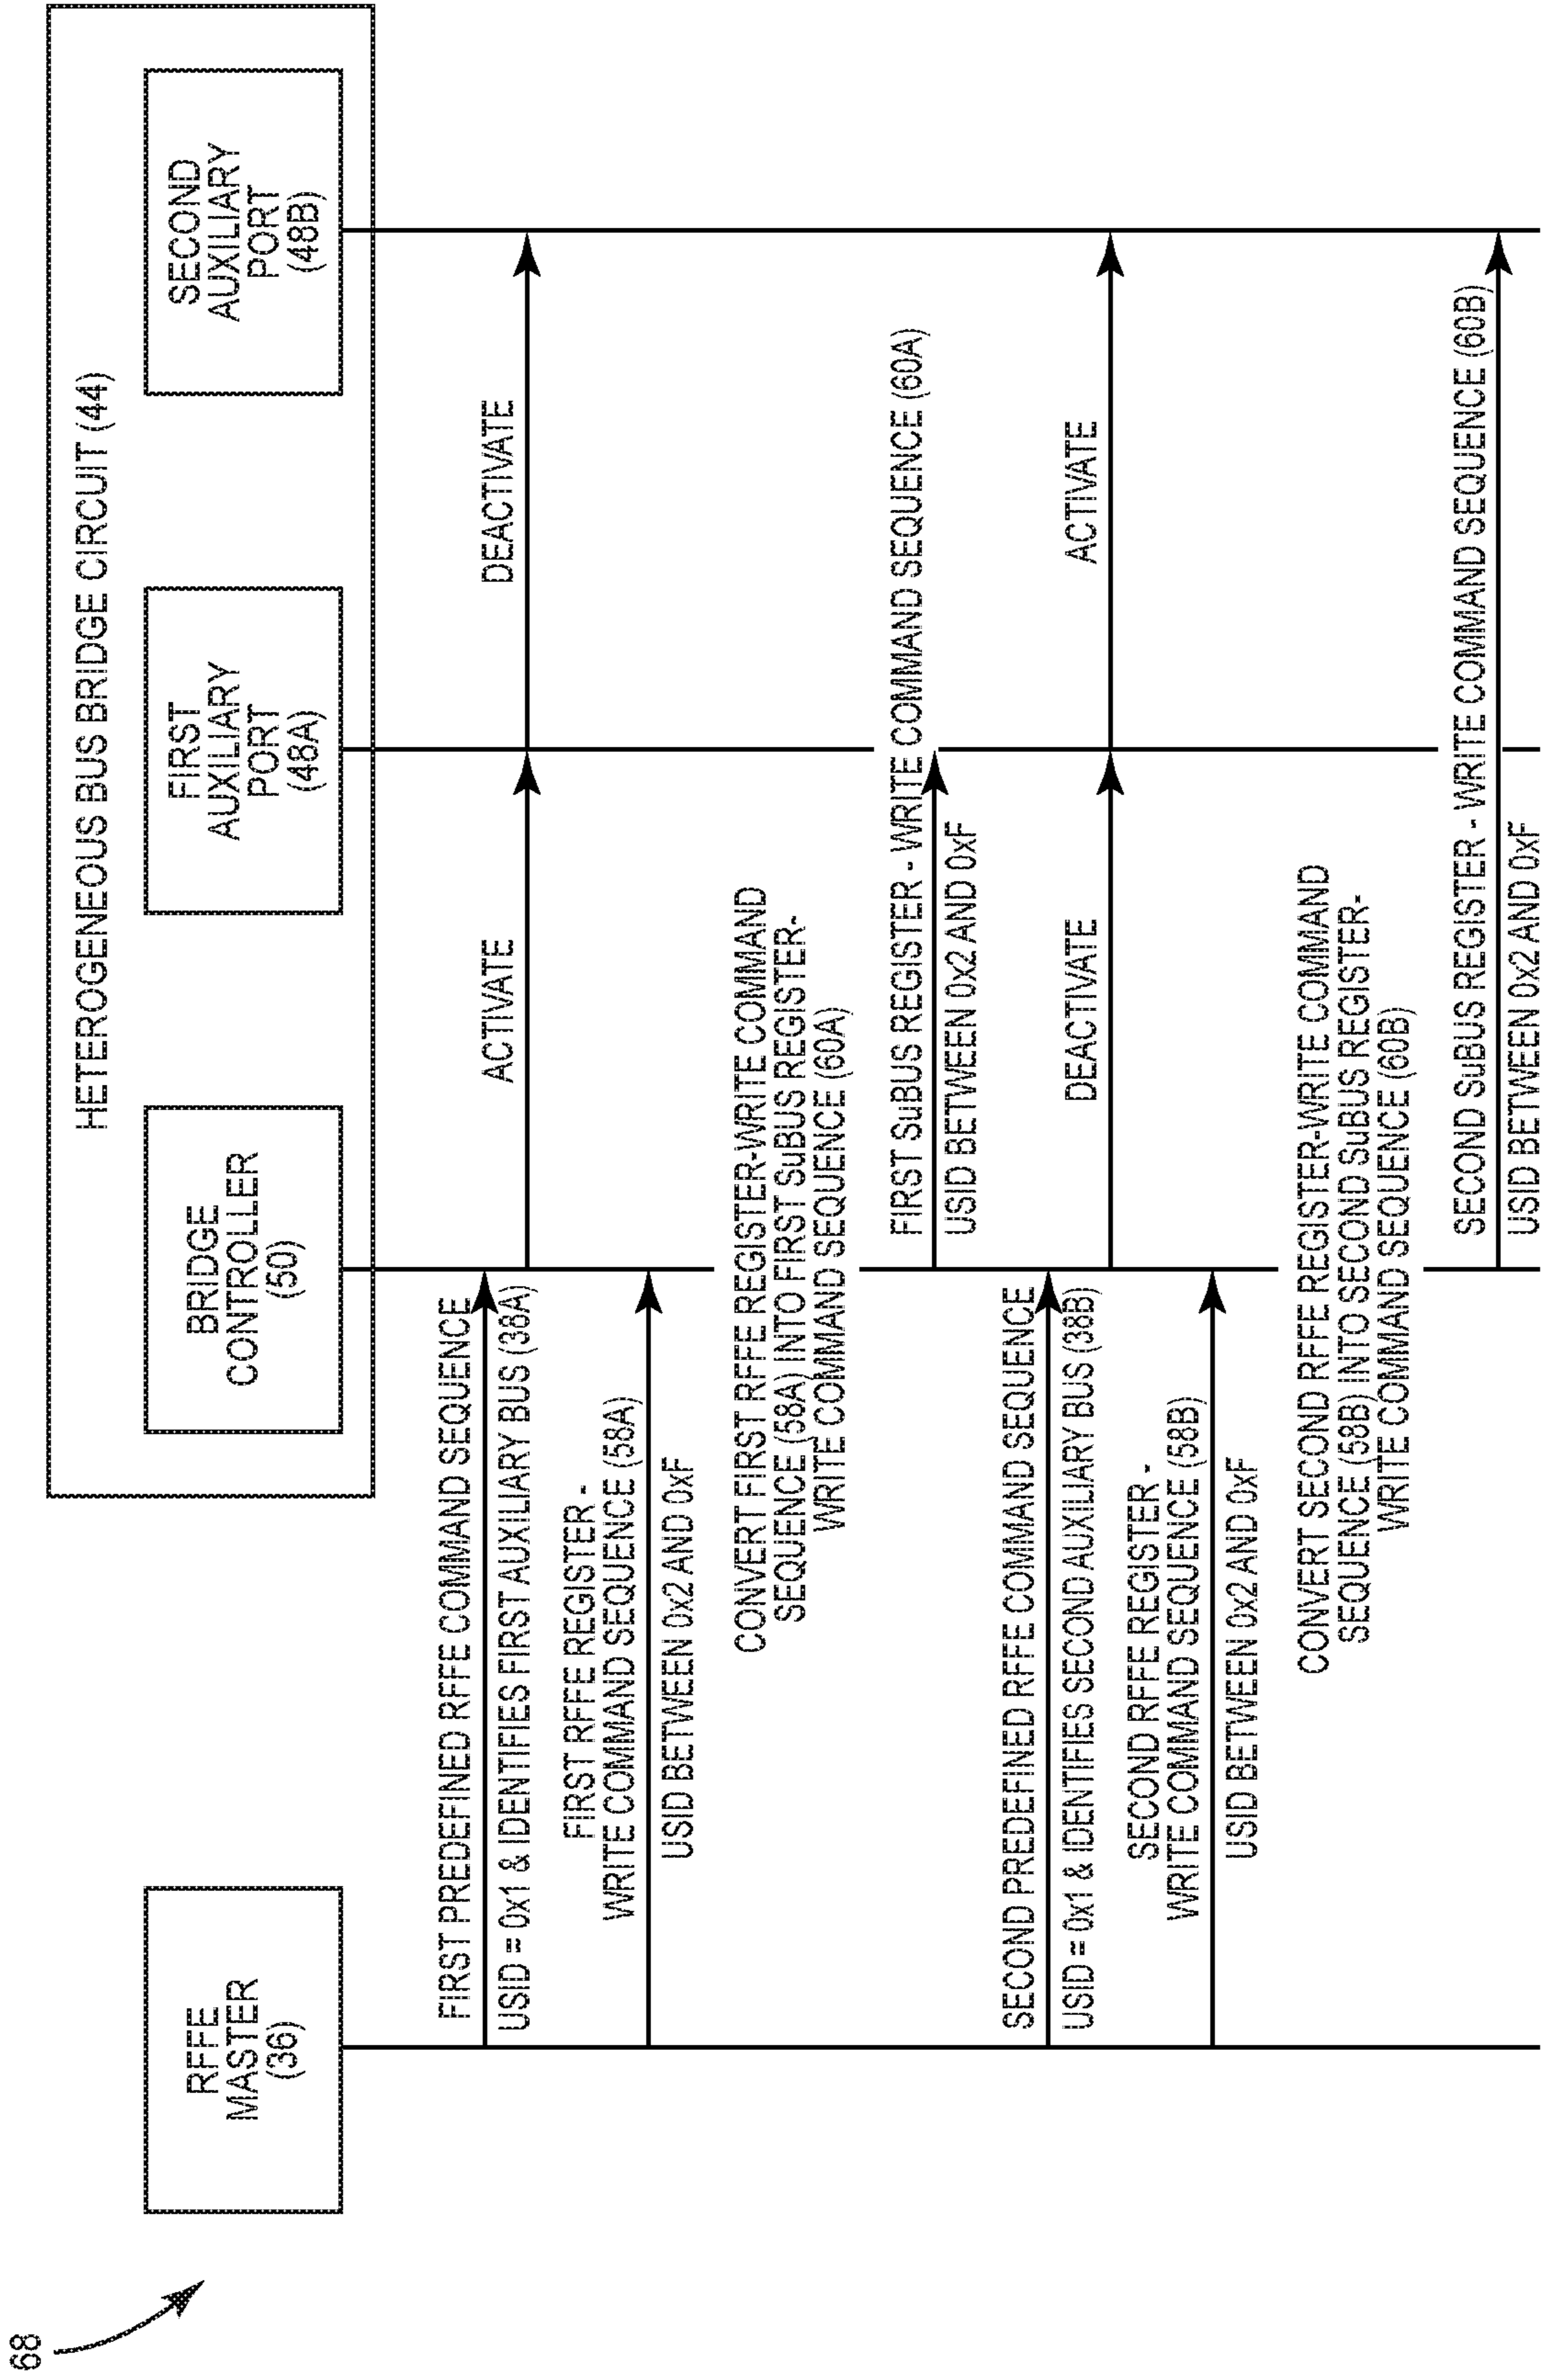 68
HETEROGENEOUS BUS BRIDGE CIRCUIT (44)
RFFE
MASTER
(36)
BRIDGE
CONTROLLER
(50)
FIRST
AUXILIARY
PORT
(48A)
SECOND
AUXILIARY
PORT
(48B)
FIRST PREDEFINED RFFE COMMAND SEQUENCE
USID = 0x1 & IDENTIFIES FIRST AUXILIARY BUS (38A)
ACTIVATE
DEACTIVATE
FIRST RFFE REGISTER -
WRITE COMMAND SEQUENCE (58A)
USID BETWEEN 0x2 AND 0xF
CONVERT FIRST RFFE REGISTER-WRITE COMMAND
SEQUENCE (58A) INTO FIRST SuBUS REGISTER-
WRITE COMMAND SEQUENCE (60A)
FIRST SuBUS REGISTER - WRITE COMMAND SEQUENCE (60A)
USID BETWEEN 0x2 AND 0xF
SECOND PREDEFINED RFFE COMMAND SEQUENCE
USID = 0x1 & IDENTIFIES SECOND AUXILIARY BUS (38B)
DEACTIVATE
ACTIVATE
SECOND RFFE REGISTER -
WRITE COMMAND SEQUENCE (58B)
USID BETWEEN 0x2 AND 0xF
CONVERT SECOND RFFE REGISTER-WRITE COMMAND
SEQUENCE (58B) INTO SECOND SuBUS REGISTER-
WRITE COMMAND SEQUENCE (60B)
SECOND SuBUS REGISTER - WRITE COMMAND SEQUENCE (60B)
USID BETWEEN 0x2 AND 0xF